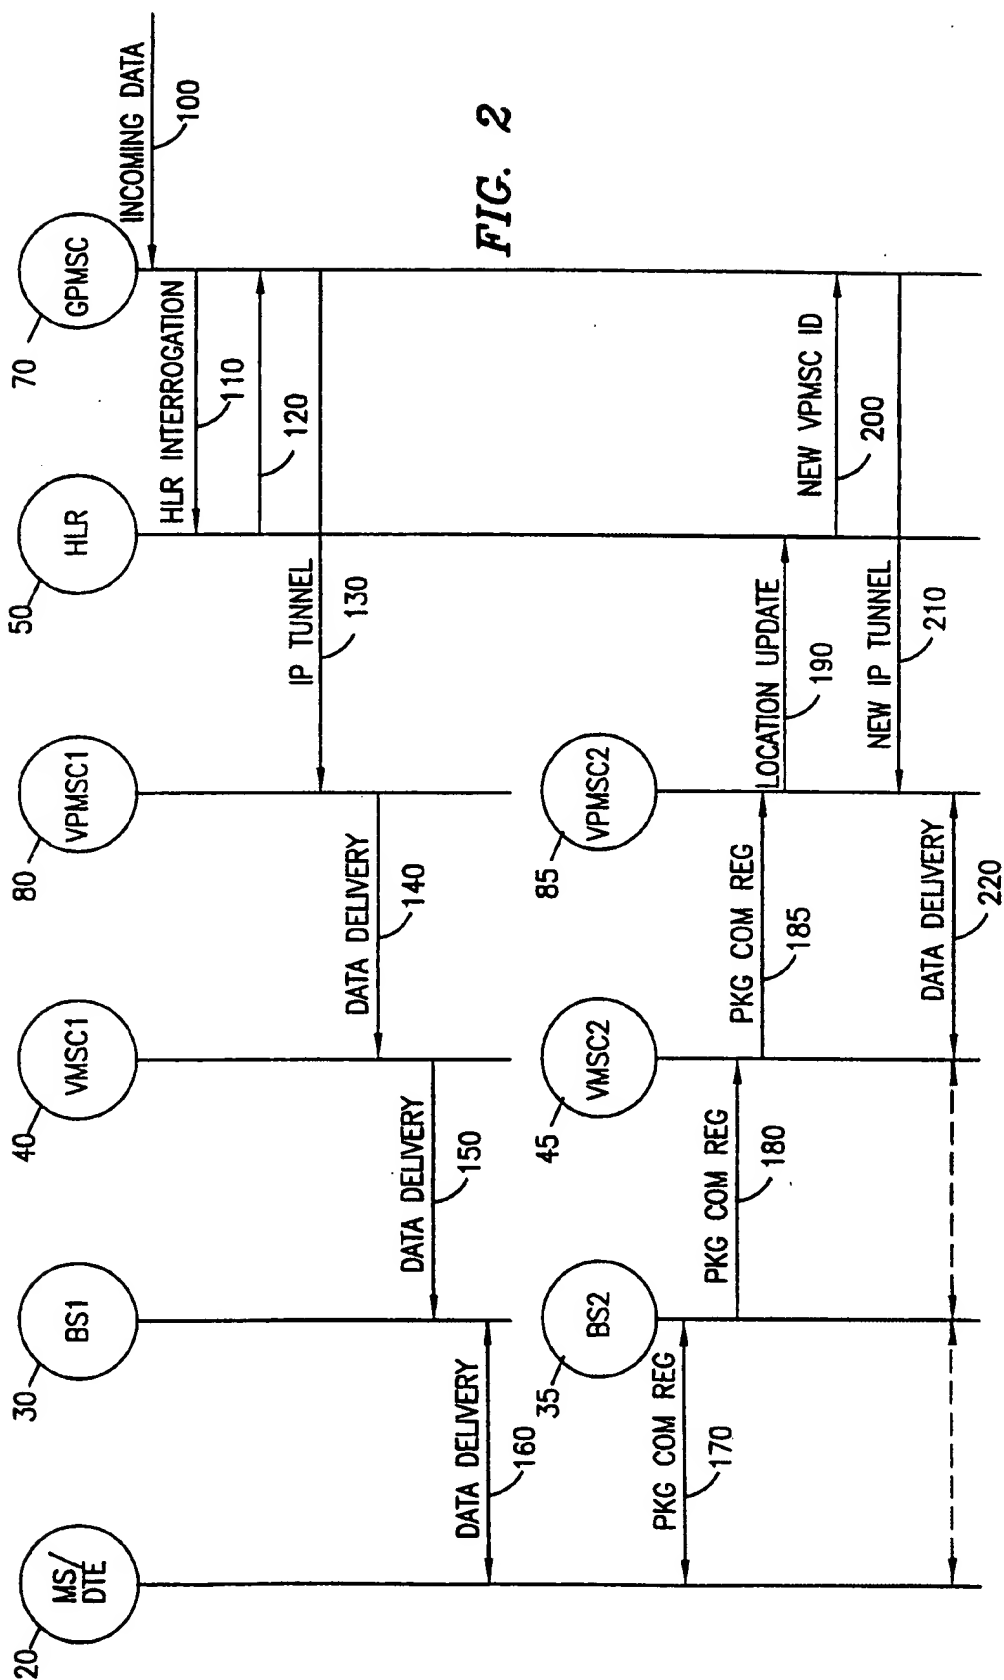 20
MS/
DTE
30
BS1
40
VMSC1
80
VPMSC1
50
HLR
70
GPMSC
INCOMING DATA
100
HLR INTERROGATION
110
120
IP TUNNEL
130
DATA DELIVERY
140
DATA DELIVERY
150
DATA DELIVERY
160
FIG. 2
35
BS2
45
VMSC2
85
VPMSC2
PKG COM REG
170
PKG COM REG
180
PKG COM REG
185
LOCATION UPDATE
190
NEW VPMSC ID
200
NEW IP TUNNEL
210
DATA DELIVERY
220